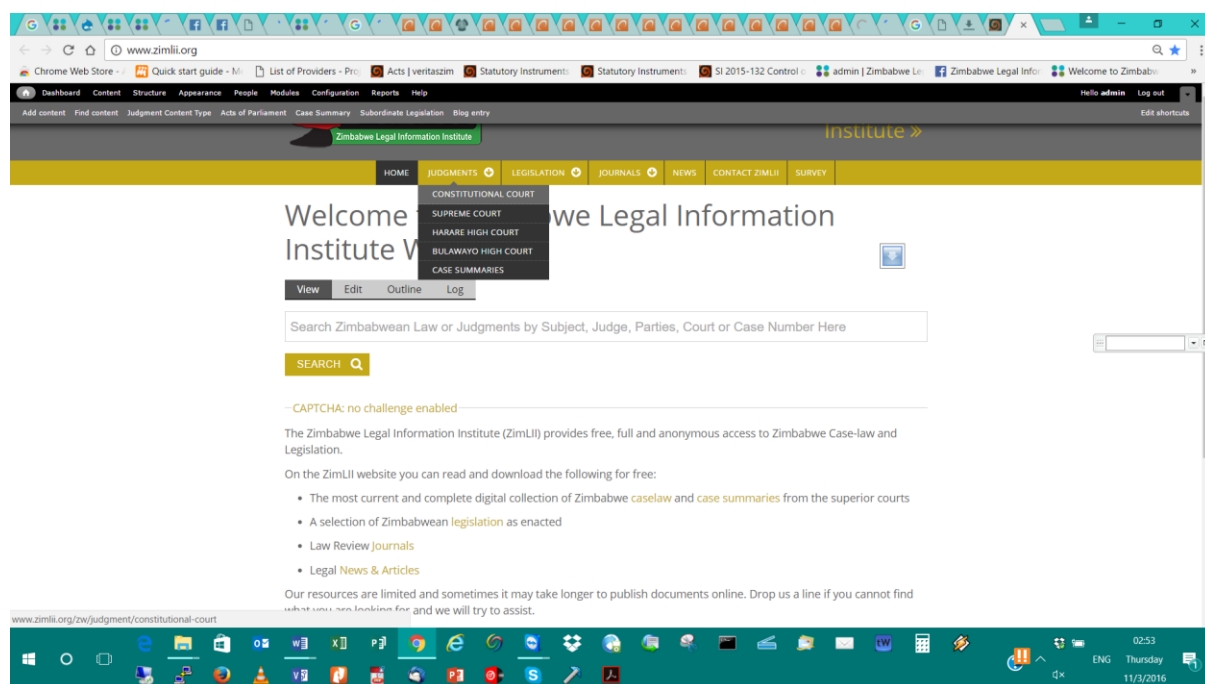 www.zimlii.org
Chrome Web Store - Quick start guide - M List of Providers - Pro Acts | veritaszim Statutory Instruments Statutory Instruments SI 2015-132 Control o admin | Zimbabwe Le Zimbabwe Legal Infor Welcome to Zimbabw »
Dashboard Content Structure Appearance People Modules Configuration Reports Help Hello admin Log out
Add content Find content Judgment Content Type Acts of Parliament Case Summary Subordinate Legislation Blog entry Edit shortcuts
Zimbabwe Legal Information Institute
Institute »
HOME JUDGMENTS LEGISLATION JOURNALS NEWS CONTACT ZIMLII SURVEY
CONSTITUTIONAL COURT
SUPREME COURT
HARARE HIGH COURT
BULAWAYO HIGH COURT
CASE SUMMARIES
Welcome we Legal Information
Institute W
View Edit Outline Log
Search Zimbabwean Law or Judgments by Subject, Judge, Parties, Court or Case Number Here
SEARCH
CAPTCHA: no challenge enabled
The Zimbabwe Legal Information Institute (ZimLII) provides free, full and anonymous access to Zimbabwe Case-law and
Legislation.
On the ZimLII website you can read and download the following for free:
• The most current and complete digital collection of Zimbabwe caselaw and case summaries from the superior courts
• A selection of Zimbabwean legislation as enacted
• Law Review Journals
• Legal News & Articles
Our resources are limited and sometimes it may take longer to publish documents online. Drop us a line if you cannot find
what you are looking for and we will try to assist.
www.zimlii.org/zw/judgment/constitutional-court
02:53
ENG Thursday
11/3/2016